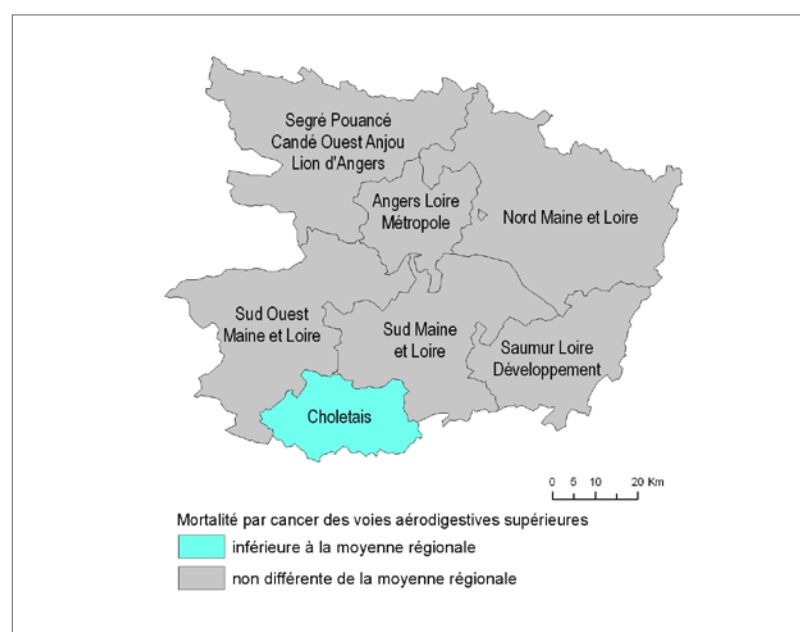 Segré Pouancé
Candé Ouest Anjou
Lion d'Angers
Angers Loire
Métropole
Nord Maine et Loire
Sud Ouest
Maine et Loire
Sud Maine
et Loire
Saumur Loire
Développement
Choletais
0 5 10 20 Km
Mortalité par cancer des voies aérodigestives supérieures
inférieure à la moyenne régionale
non différente de la moyenne régionale